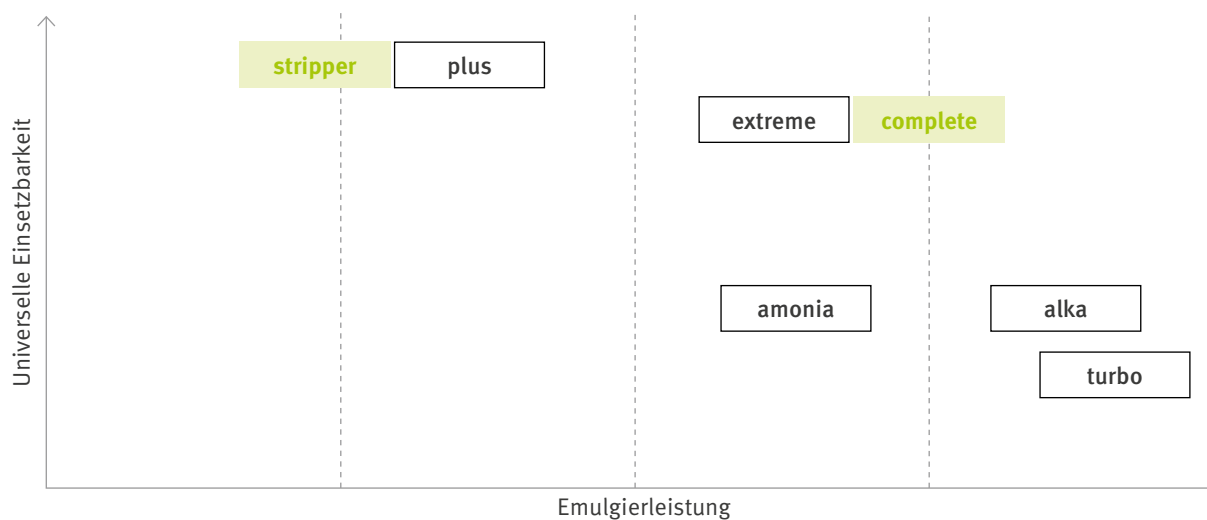 stripper
plus
extreme
complete
amonia
alka
turbo
Universelle Einsetzbarkeit
Emulgierleistung